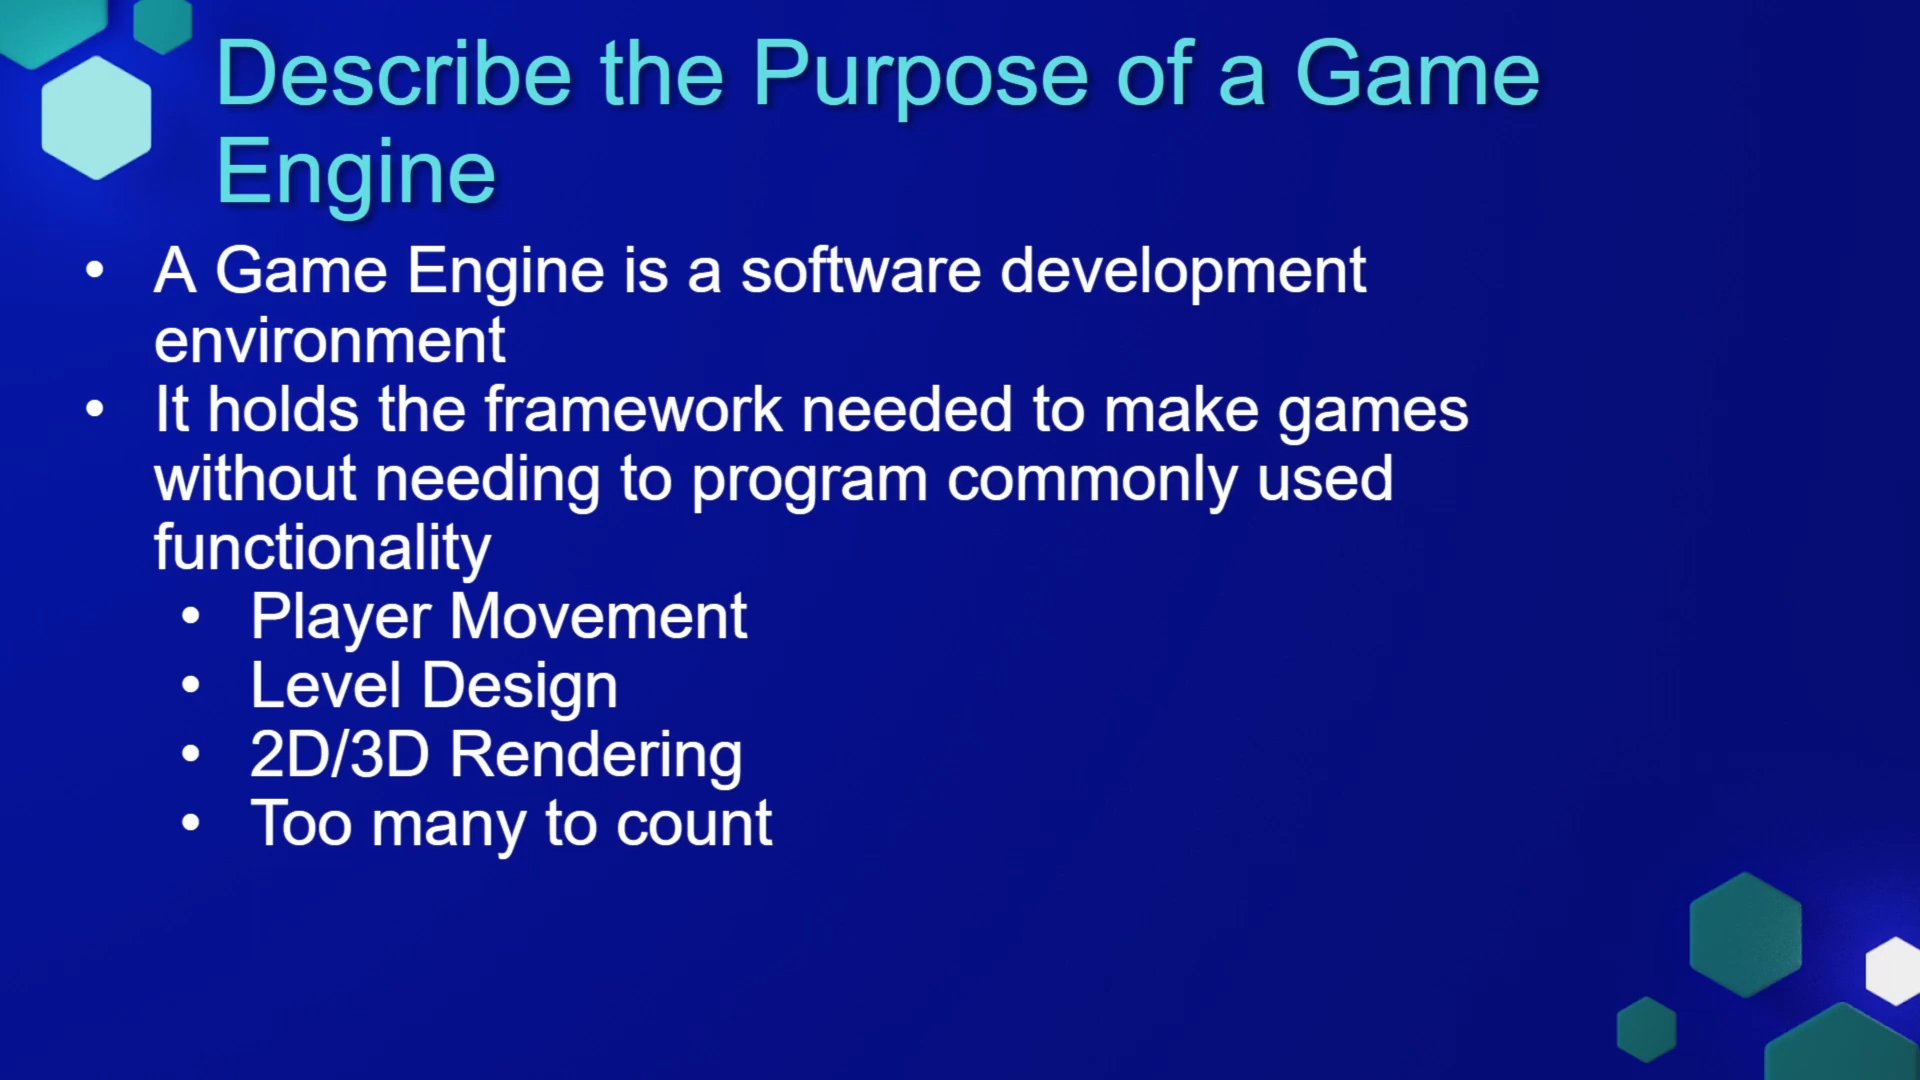 Describe the Purpose of a Game
Engine
• A Game Engine is a software development
environment
• It holds the framework needed to make games
without needing to program commonly used
functionality
• Player Movement
• Level Design
• 2D/3D Rendering
• Too many to count